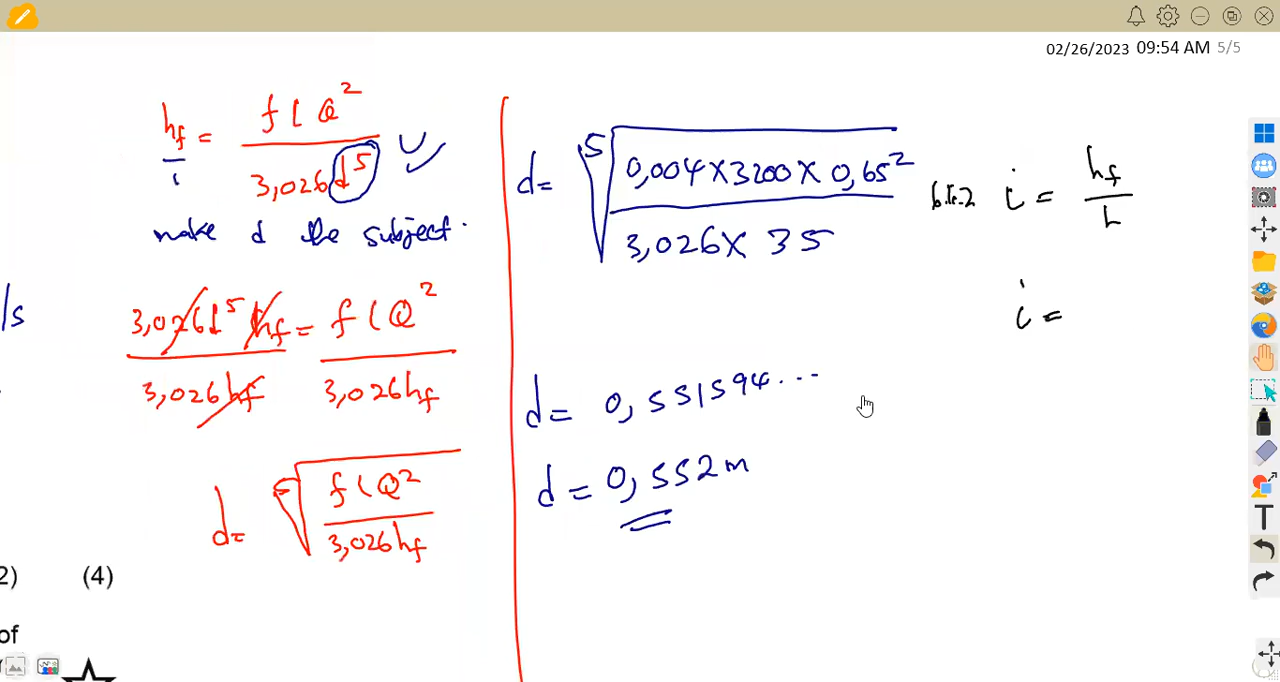 02/26/2023 09:54 AM 5/5
hf = f l Q² / 3,026 d⁵
i
make d the subject.
3,026 d⁵ hf / 3,026 hf = f l Q² / 3,026 hf
d = ⁵√(f l Q² / 3,026 hf)
/s
2) (4)
of
d = ⁵√(0,004 × 3200 × 0,65² / 3,026 × 35)
d = 0,551594...
d = 0,552 m
i = hf / L
i =
T